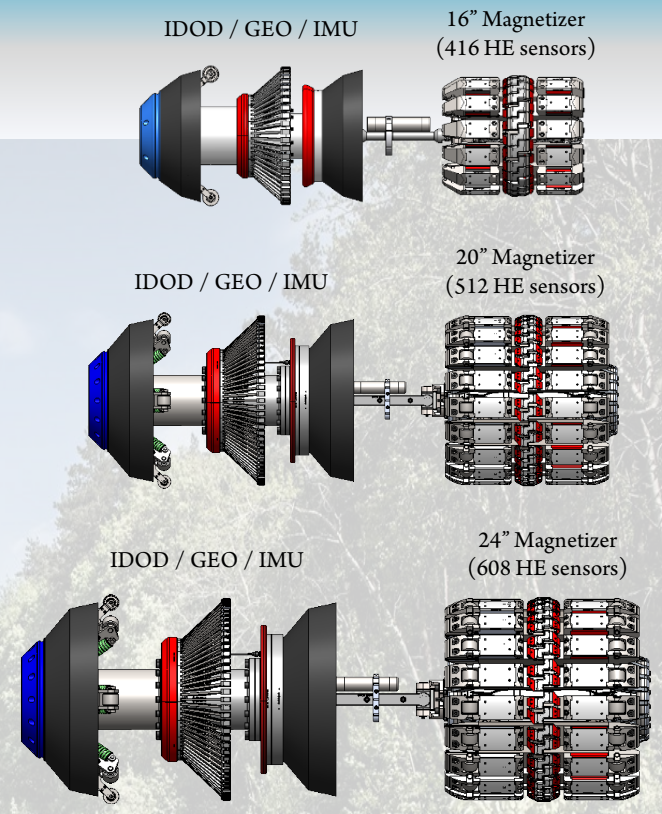 IDOD / GEO / IMU
16” Magnetizer
(416 HE sensors)
IDOD / GEO / IMU
20” Magnetizer
(512 HE sensors)
IDOD / GEO / IMU
24” Magnetizer
(608 HE sensors)